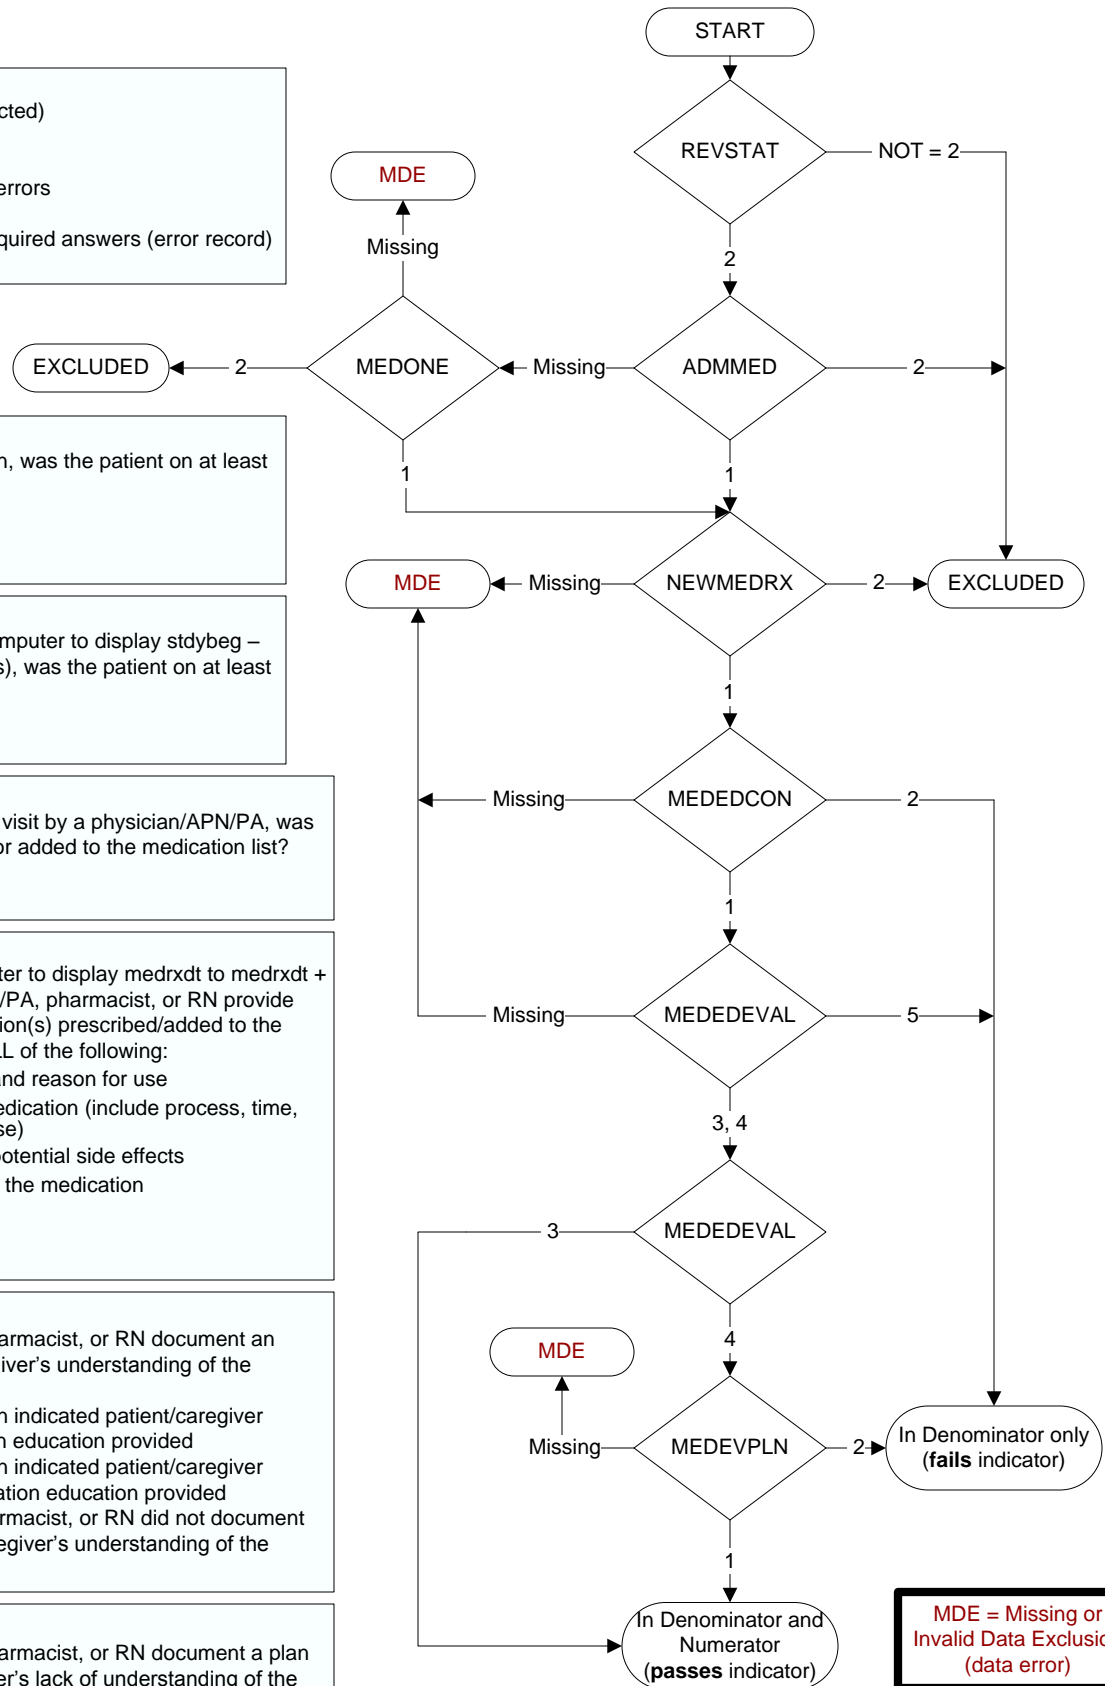 START
cted)
errors
quired answers (error record)
REVSTAT
NOT = 2
MDE
Missing
2
EXCLUDED
2
MEDONE
Missing
ADMMED
2
n, was the patient on at least
1
1
MDE
Missing
NEWMEDRX
2
EXCLUDED
mputer to display stdybeg –
s), was the patient on at least
1
visit by a physician/APN/PA, was
or added to the medication list?
Missing
MEDEDCON
2
1
ter to display medrxdt to medrxdt +
/PA, pharmacist, or RN provide
tion(s) prescribed/added to the
LL of the following:
and reason for use
edication (include process, time,
se)
potential side effects
the medication
Missing
MEDEDEVAL
5
3, 4
3
MEDEDEVAL
4
armacist, or RN document an
giver’s understanding of the
n indicated patient/caregiver
n education provided
n indicated patient/caregiver
ation education provided
rmacist, or RN did not document
egiver’s understanding of the
MDE
Missing
MEDEVPLN
2
In Denominator only
(fails indicator)
1
armacist, or RN document a plan
er’s lack of understanding of the
In Denominator and
Numerator
(passes indicator)
MDE = Missing or
Invalid Data Exclusio
(data error)